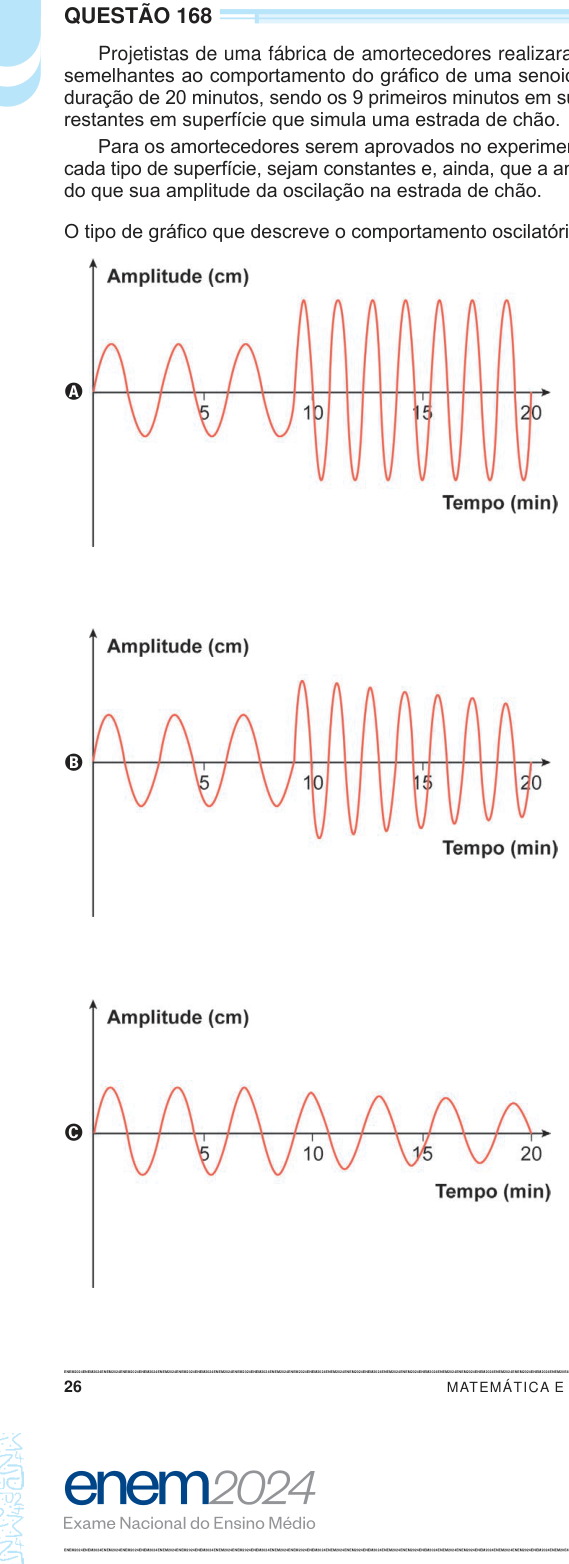 QUESTÃO 168
Projetistas de uma fábrica de amortecedores realizara
semelhantes ao comportamento do gráfico de uma senoi
duração de 20 minutos, sendo os 9 primeiros minutos em su
restantes em superfície que simula uma estrada de chão.
Para os amortecedores serem aprovados no experimen
cada tipo de superfície, sejam constantes e, ainda, que a a
do que sua amplitude da oscilação na estrada de chão.
O tipo de gráfico que descreve o comportamento oscilatóri
Amplitude (cm)
A
5 10 15 20
Tempo (min)
Amplitude (cm)
B
5 10 15 20
Tempo (min)
Amplitude (cm)
C
5 10 15 20
Tempo (min)
26 MATEMÁTICA E
enem2024
Exame Nacional do Ensino Médio